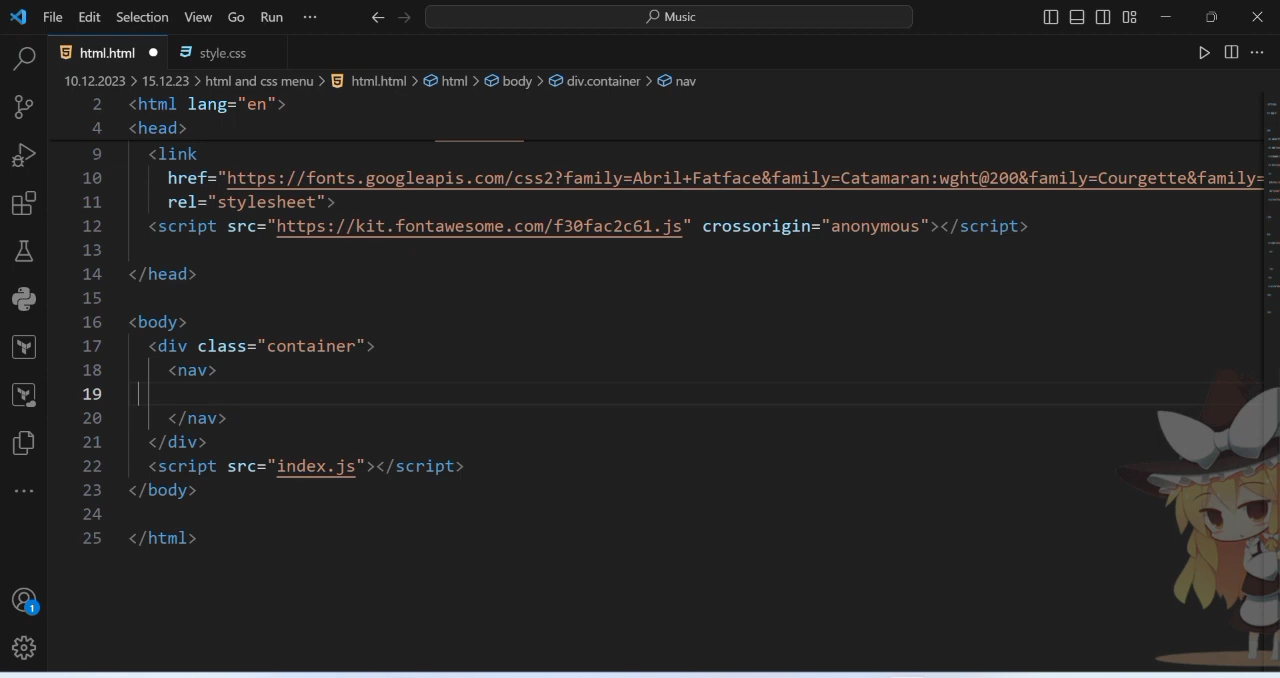 File Edit Selection View Go Run ··· Music
html.html style.css
10.12.2023 > 15.12.23 > html and css menu > html.html > html > body > div.container > nav
2 <html lang="en">
4 <head>
9 <link
10 href="https://fonts.googleapis.com/css2?family=Abril+Fatface&family=Catamaran:wght@200&family=Courgette&family=
11 rel="stylesheet">
12 <script src="https://kit.fontawesome.com/f30fac2c61.js" crossorigin="anonymous"></script>
13
14 </head>
15
16 <body>
17 <div class="container">
18 <nav>
19
20 </nav>
21 </div>
22 <script src="index.js"></script>
23 </body>
24
25 </html>
1